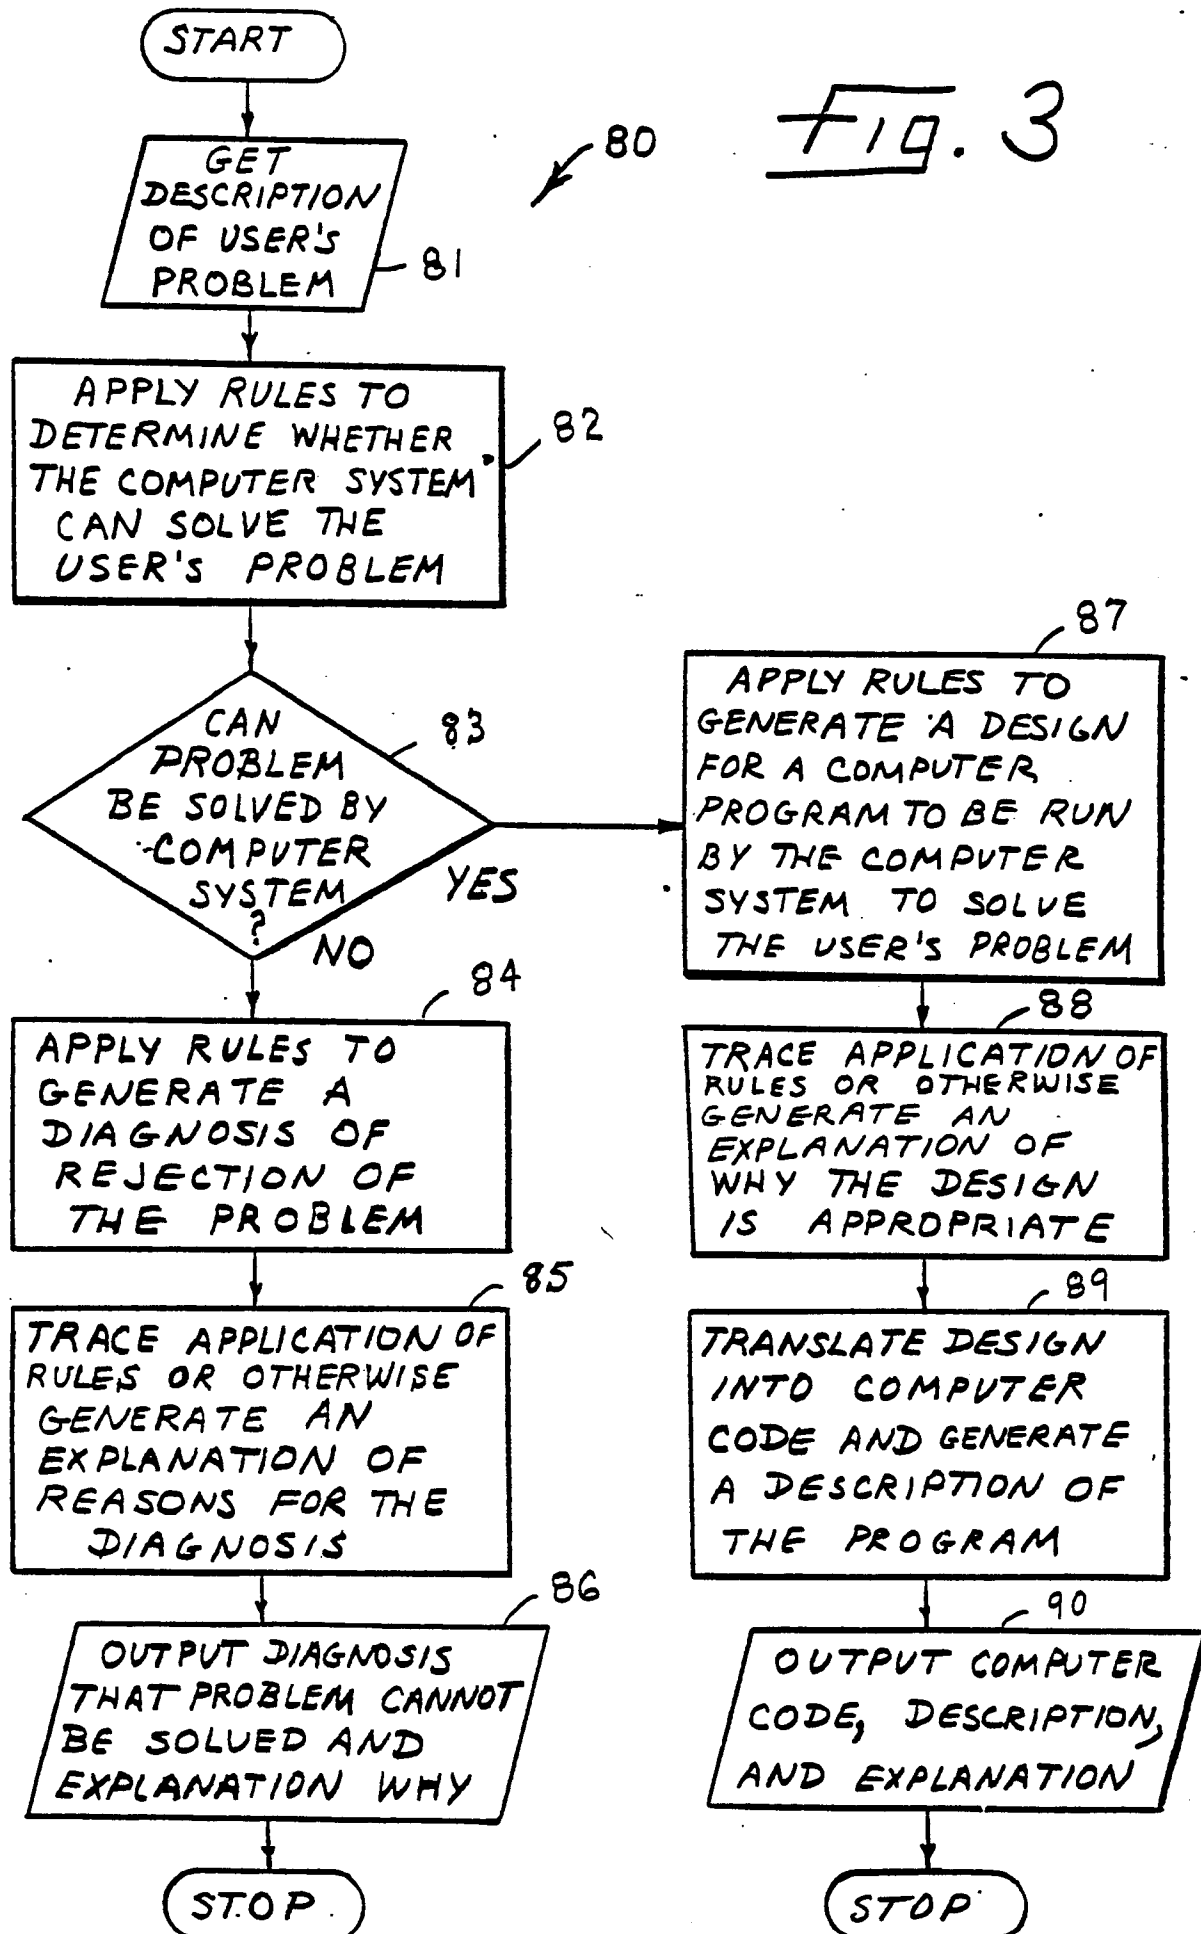 START
Fig. 3
80
GET
DESCRIPTION
OF USER'S
PROBLEM
81
APPLY RULES TO
DETERMINE WHETHER
THE COMPUTER SYSTEM
CAN SOLVE THE
USER'S PROBLEM
82
CAN
PROBLEM
BE SOLVED BY
COMPUTER
SYSTEM
?
83
YES
NO
84
APPLY RULES TO
GENERATE A
DIAGNOSIS OF
REJECTION OF
THE PROBLEM
85
TRACE APPLICATION OF
RULES OR OTHERWISE
GENERATE AN
EXPLANATION OF
REASONS FOR THE
DIAGNOSIS
86
OUTPUT DIAGNOSIS
THAT PROBLEM CANNOT
BE SOLVED AND
EXPLANATION WHY
STOP
87
APPLY RULES TO
GENERATE A DESIGN
FOR A COMPUTER
PROGRAM TO BE RUN
BY THE COMPUTER
SYSTEM TO SOLVE
THE USER'S PROBLEM
88
TRACE APPLICATION OF
RULES OR OTHERWISE
GENERATE AN
EXPLANATION OF
WHY THE DESIGN
IS APPROPRIATE
89
TRANSLATE DESIGN
INTO COMPUTER
CODE AND GENERATE
A DESCRIPTION OF
THE PROGRAM
90
OUTPUT COMPUTER
CODE, DESCRIPTION,
AND EXPLANATION
STOP